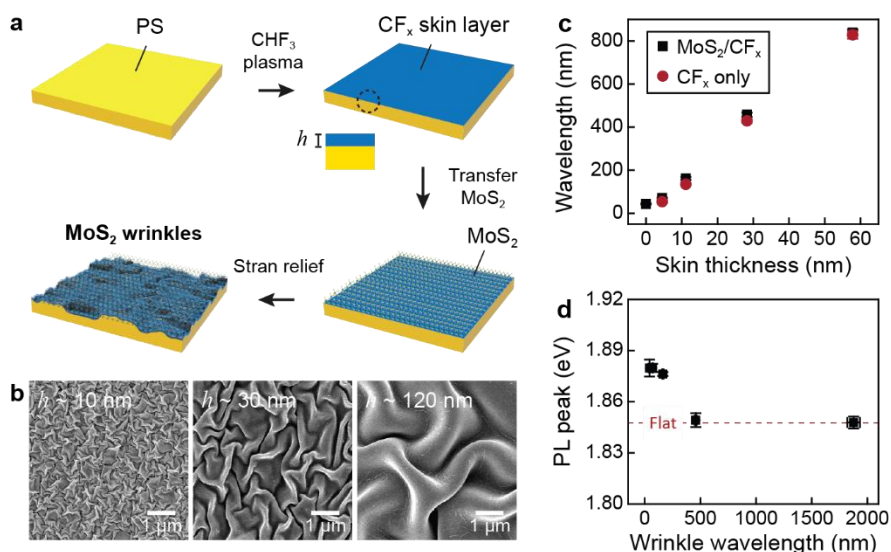 a
PS
CHF₃
plasma
CFₓ skin layer
h
Transfer
MoS₂
MoS₂ wrinkles
Stran relief
MoS₂
b
h ~ 10 nm
1 μm
h ~ 30 nm
1 μm
h ~ 120 nm
1 μm
c
Wavelength (nm)
800
600
400
200
0
MoS₂/CFₓ
CFₓ only
0 10 20 30 40 50 60
Skin thickness (nm)
d
PL peak (eV)
1.92
1.89
1.86
1.83
1.80
Flat
0 500 1000 1500 2000
Wrinkle wavelength (nm)